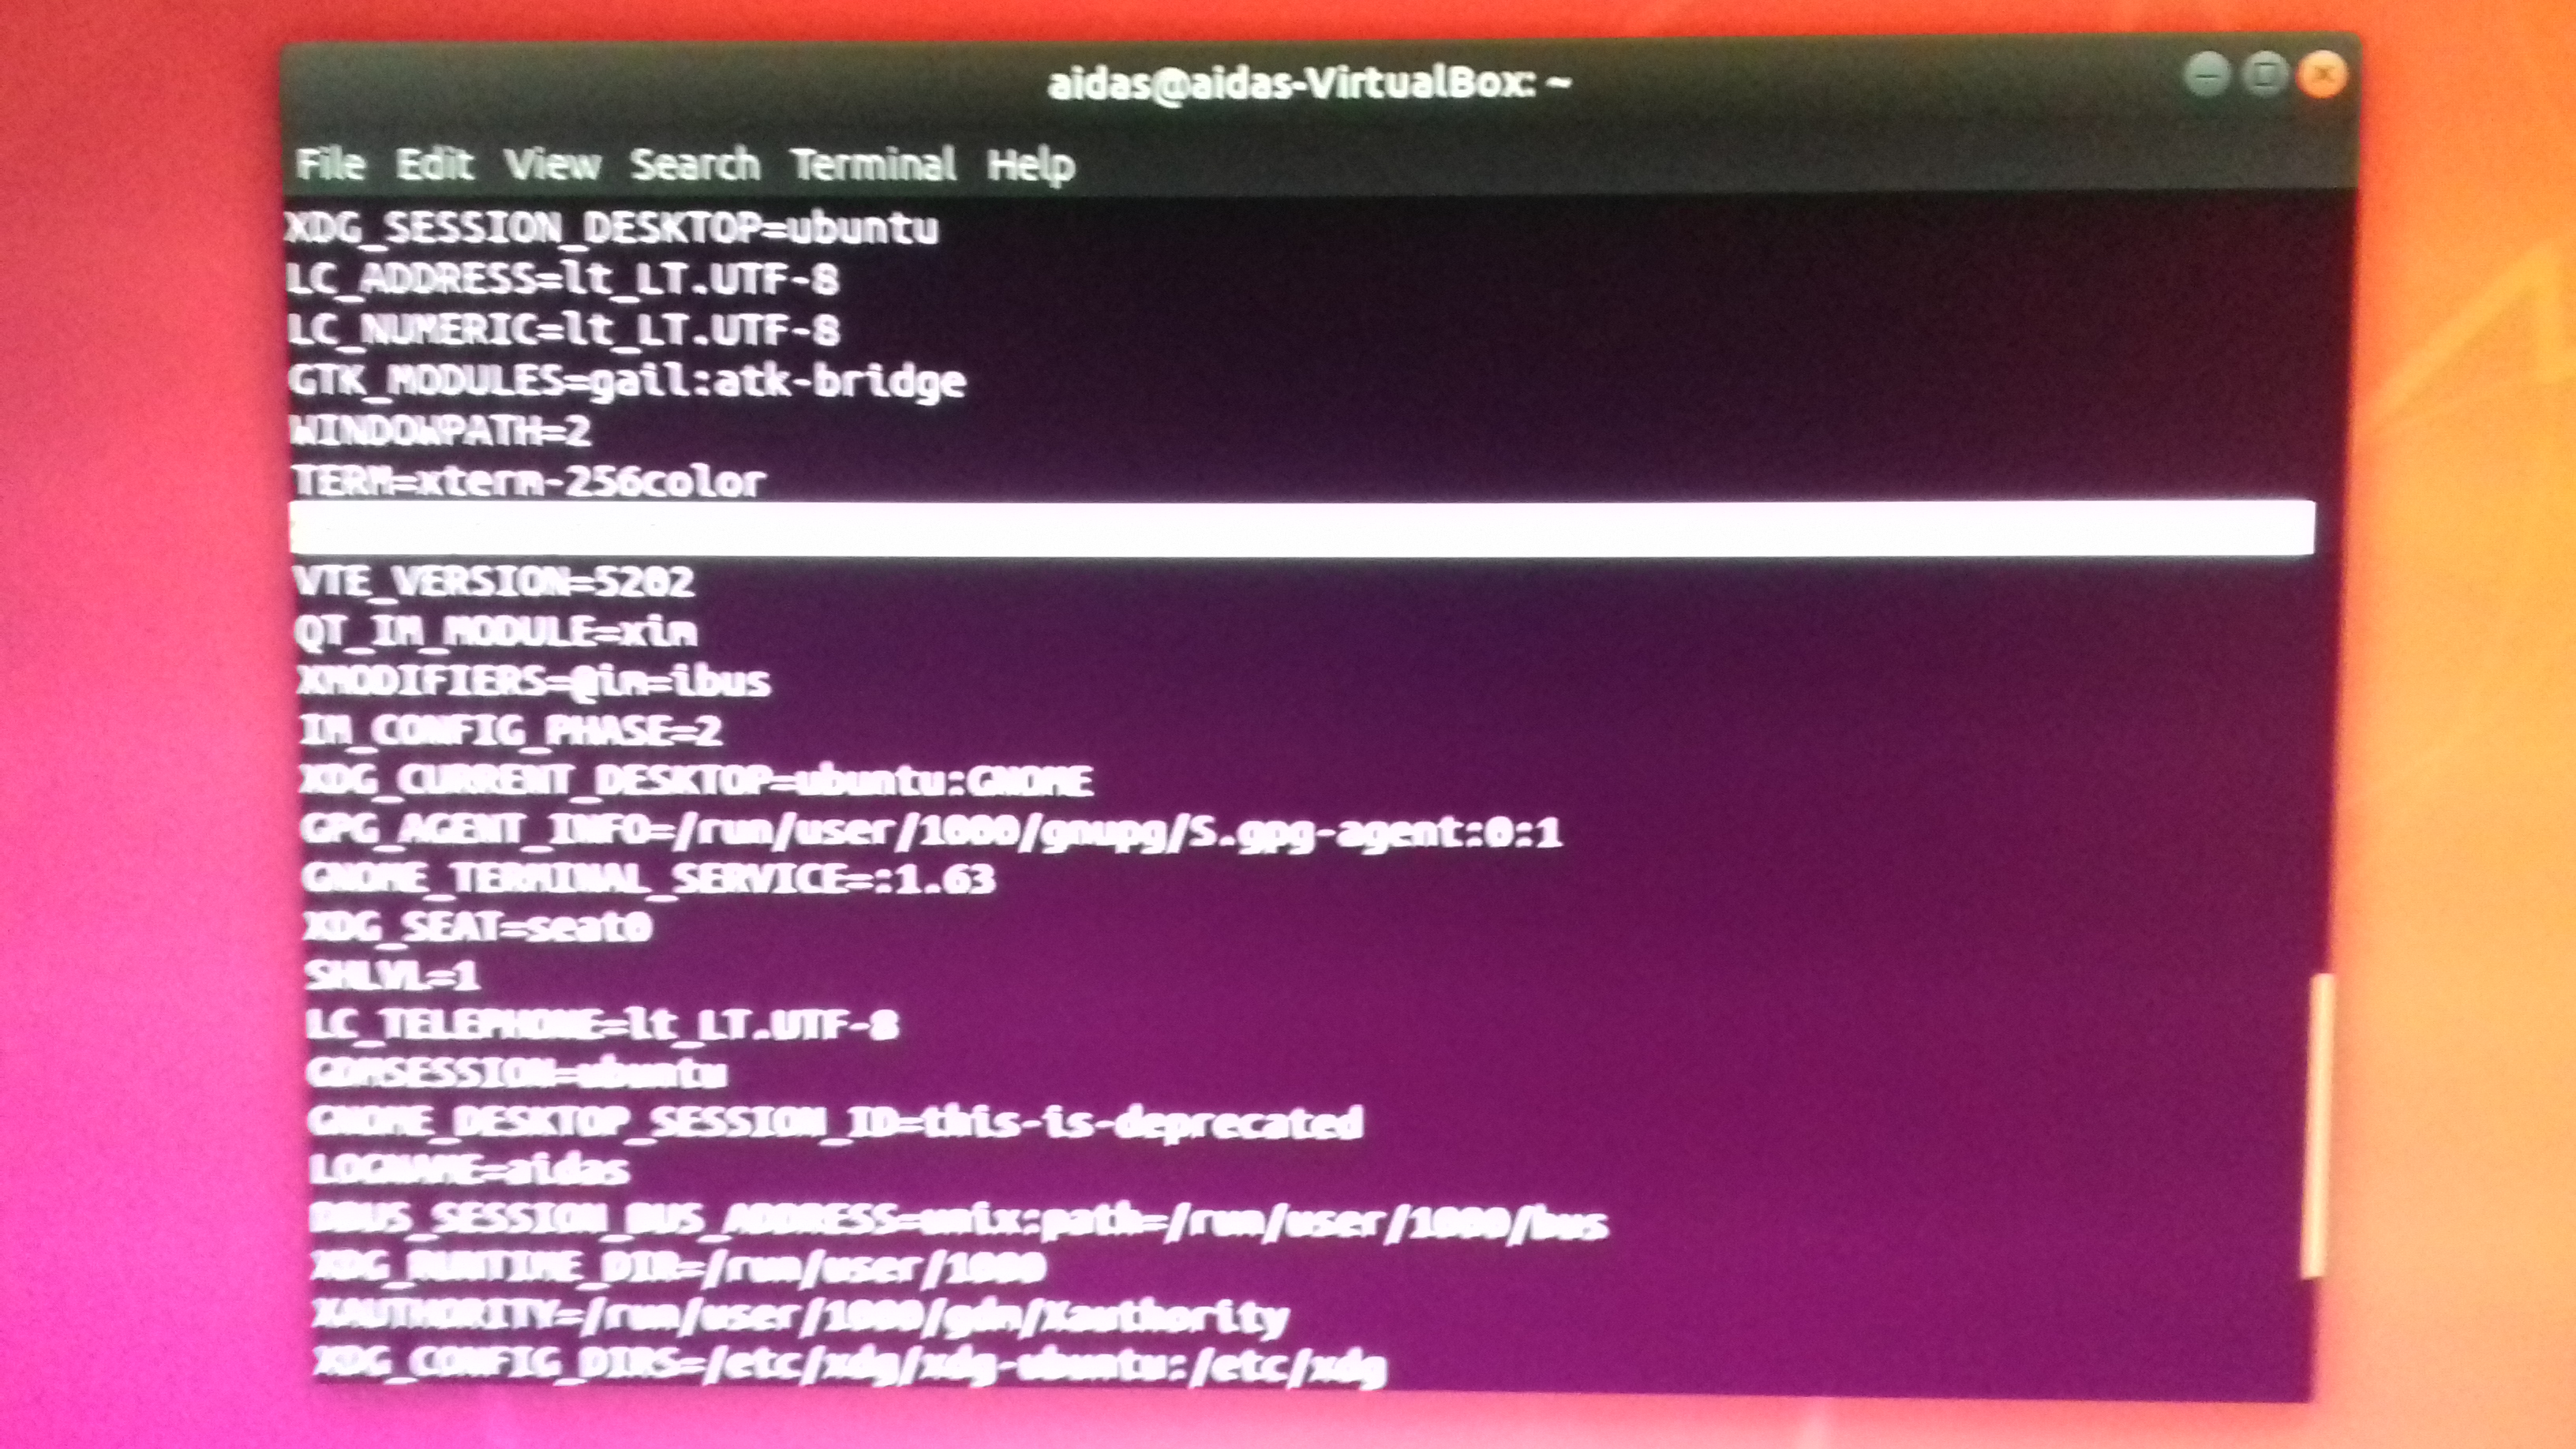 aidas@aidas-VirtualBox: ~
File Edit View Search Terminal Help
XDG_SESSION_DESKTOP=ubuntu
LC_ADDRESS=lt_LT.UTF-8
LC_NUMERIC=lt_LT.UTF-8
GTK_MODULES=gail:atk-bridge
WINDOWPATH=2
TERM=xterm-256color
VTE_VERSION=5202
QT_IM_MODULE=xim
XMODIFIERS=@im=ibus
IM_CONFIG_PHASE=2
XDG_CURRENT_DESKTOP=ubuntu:GNOME
GPG_AGENT_INFO=/run/user/1000/gnupg/S.gpg-agent:0:1
GNOME_TERMINAL_SERVICE=:1.63
XDG_SEAT=seat0
SHLVL=1
LC_TELEPHONE=lt_LT.UTF-8
GDMSESSION=ubuntu
GNOME_DESKTOP_SESSION_ID=this-is-deprecated
LOGNAME=aidas
DBUS_SESSION_BUS_ADDRESS=unix:path=/run/user/1000/bus
XDG_RUNTIME_DIR=/run/user/1000
XAUTHORITY=/run/user/1000/gdm/Xauthority
XDG_CONFIG_DIRS=/etc/xdg/xdg-ubuntu:/etc/xdg